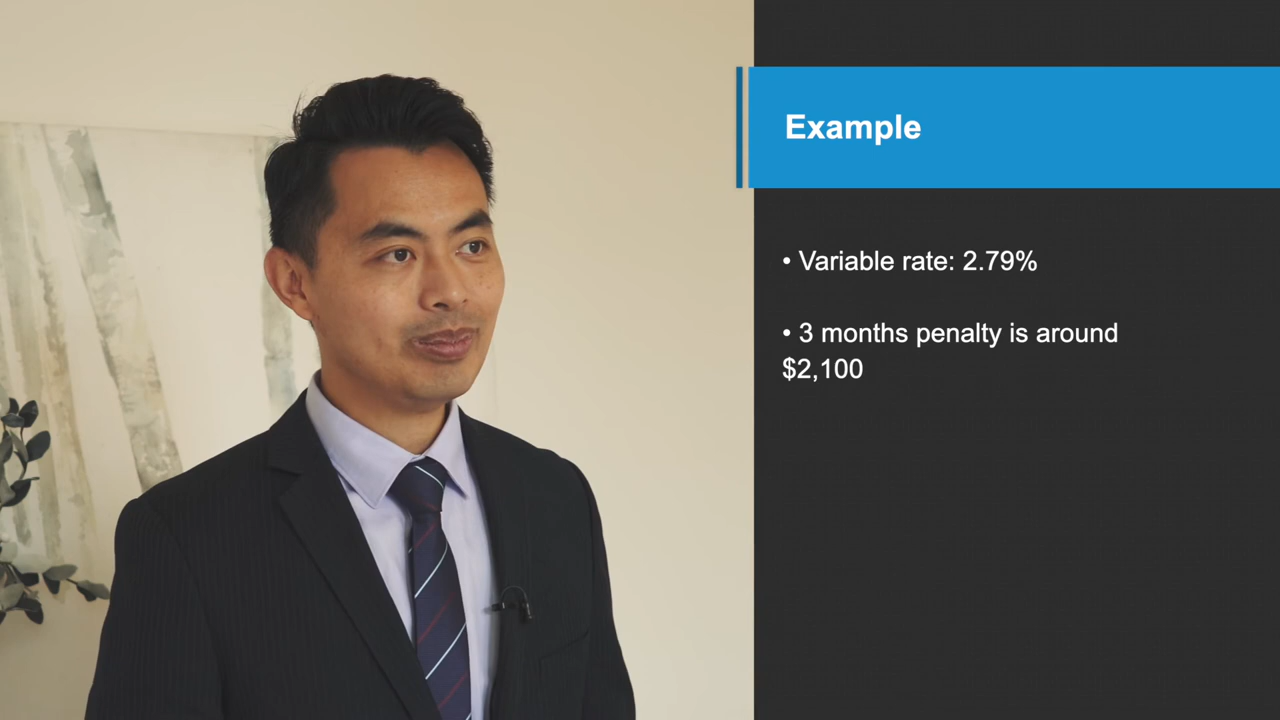 Example
• Variable rate: 2.79%
• 3 months penalty is around
$2,100